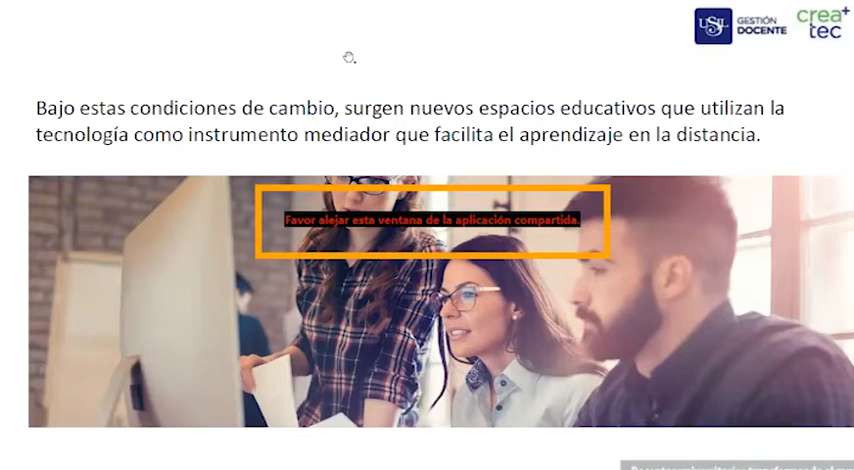 USIL
GESTIÓN
DOCENTE
crea+
tec
Bajo estas condiciones de cambio, surgen nuevos espacios educativos que utilizan la
tecnología como instrumento mediador que facilita el aprendizaje en la distancia.
Favor alejar esta ventana de la aplicación compartida.